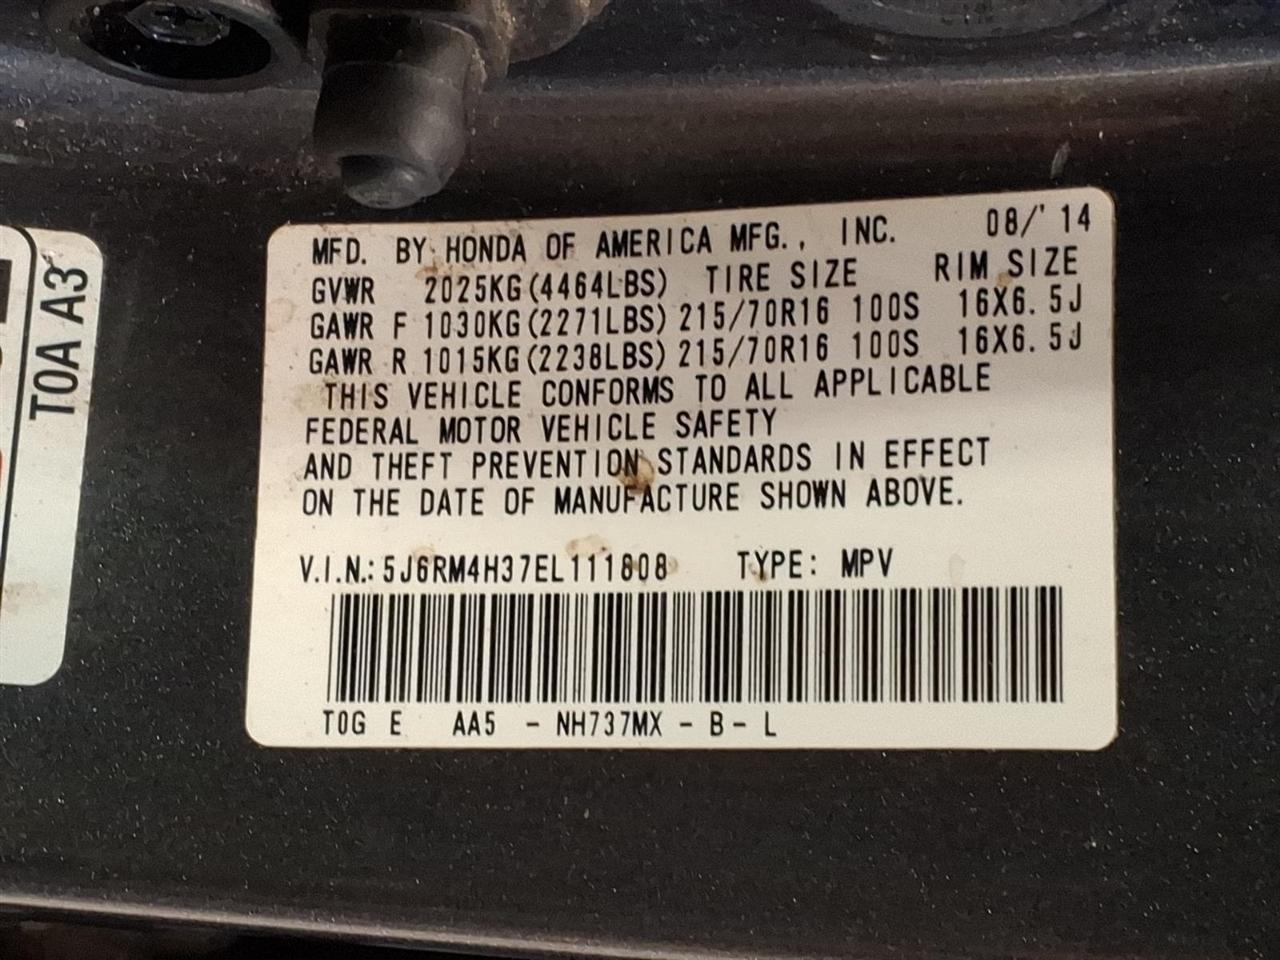 MFD. BY HONDA OF AMERICA MFG., INC. 08/'14
GVWR 2025KG(4464LBS) TIRE SIZE RIM SIZE
GAWR F 1030KG(2271LBS) 215/70R16 100S 16X6.5J
GAWR R 1015KG(2238LBS) 215/70R16 100S 16X6.5J
THIS VEHICLE CONFORMS TO ALL APPLICABLE
FEDERAL MOTOR VEHICLE SAFETY
AND THEFT PREVENTION STANDARDS IN EFFECT
ON THE DATE OF MANUFACTURE SHOWN ABOVE.
V.I.N.: 5J6RM4H37EL111808 TYPE: MPV
T0G E AA5 - NH737MX - B - L
T0A A3